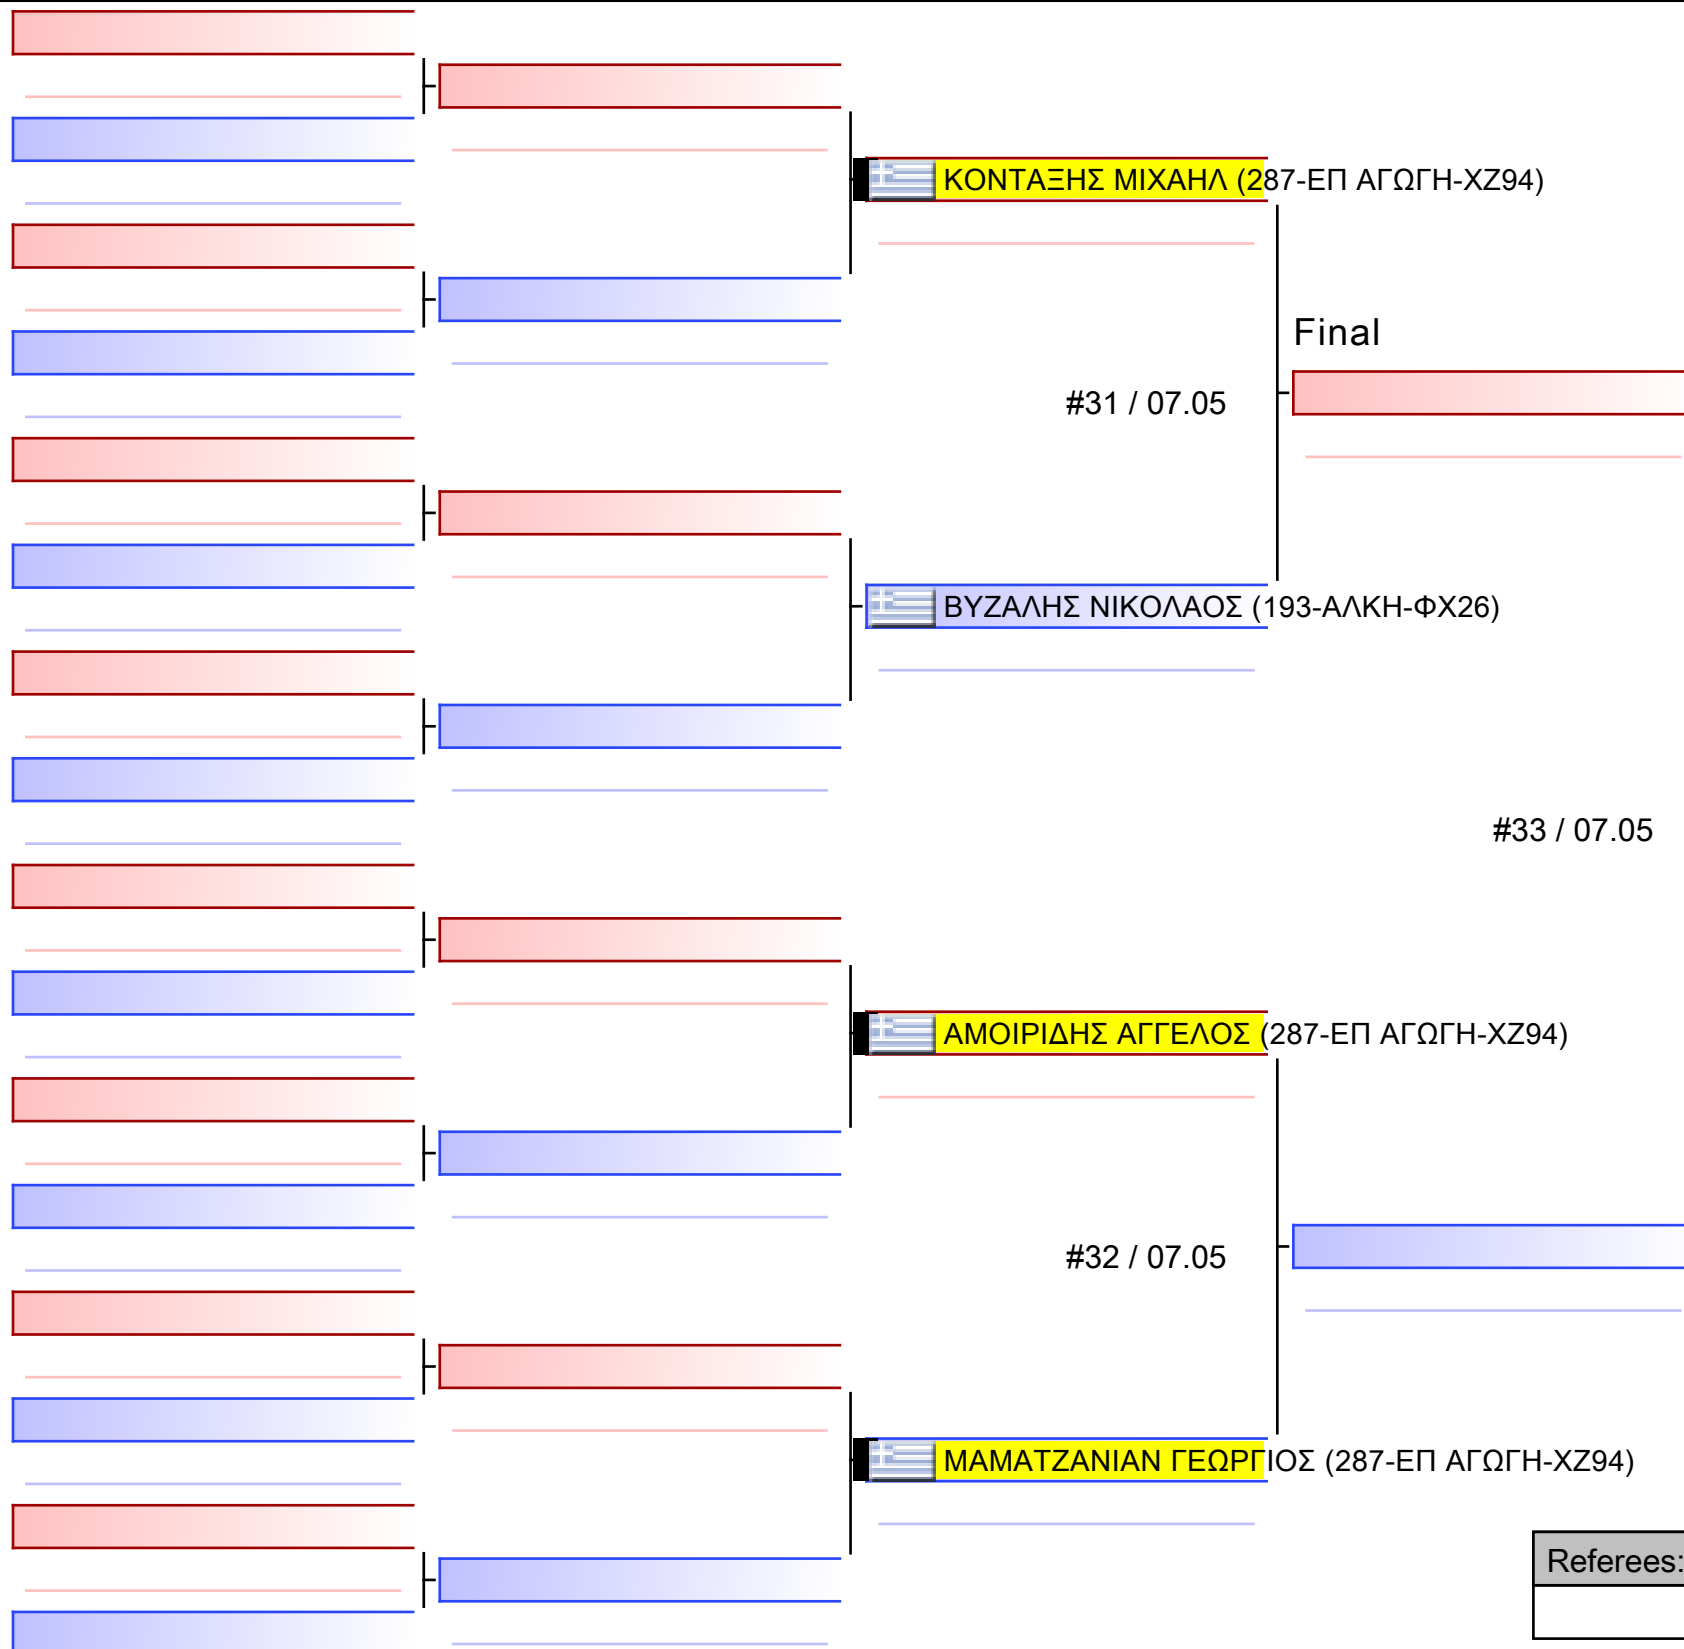 ΚΟΝΤΑΞΗΣ ΜΙΧΑΗΛ (287-ΕΠ ΑΓΩΓΗ-ΧΖ94)
Final
#31 / 07.05
ΒΥΖΑΛΗΣ ΝΙΚΟΛΑΟΣ (193-ΑΛΚΗ-ΦΧ26)
#33 / 07.05
ΑΜΟΙΡΙΔΗΣ ΑΓΓΕΛΟΣ (287-ΕΠ ΑΓΩΓΗ-ΧΖ94)
#32 / 07.05
ΜΑΜΑΤΖΑΝΙΑΝ ΓΕΩΡΓΙΟΣ (287-ΕΠ ΑΓΩΓΗ-ΧΖ94)
Referees: